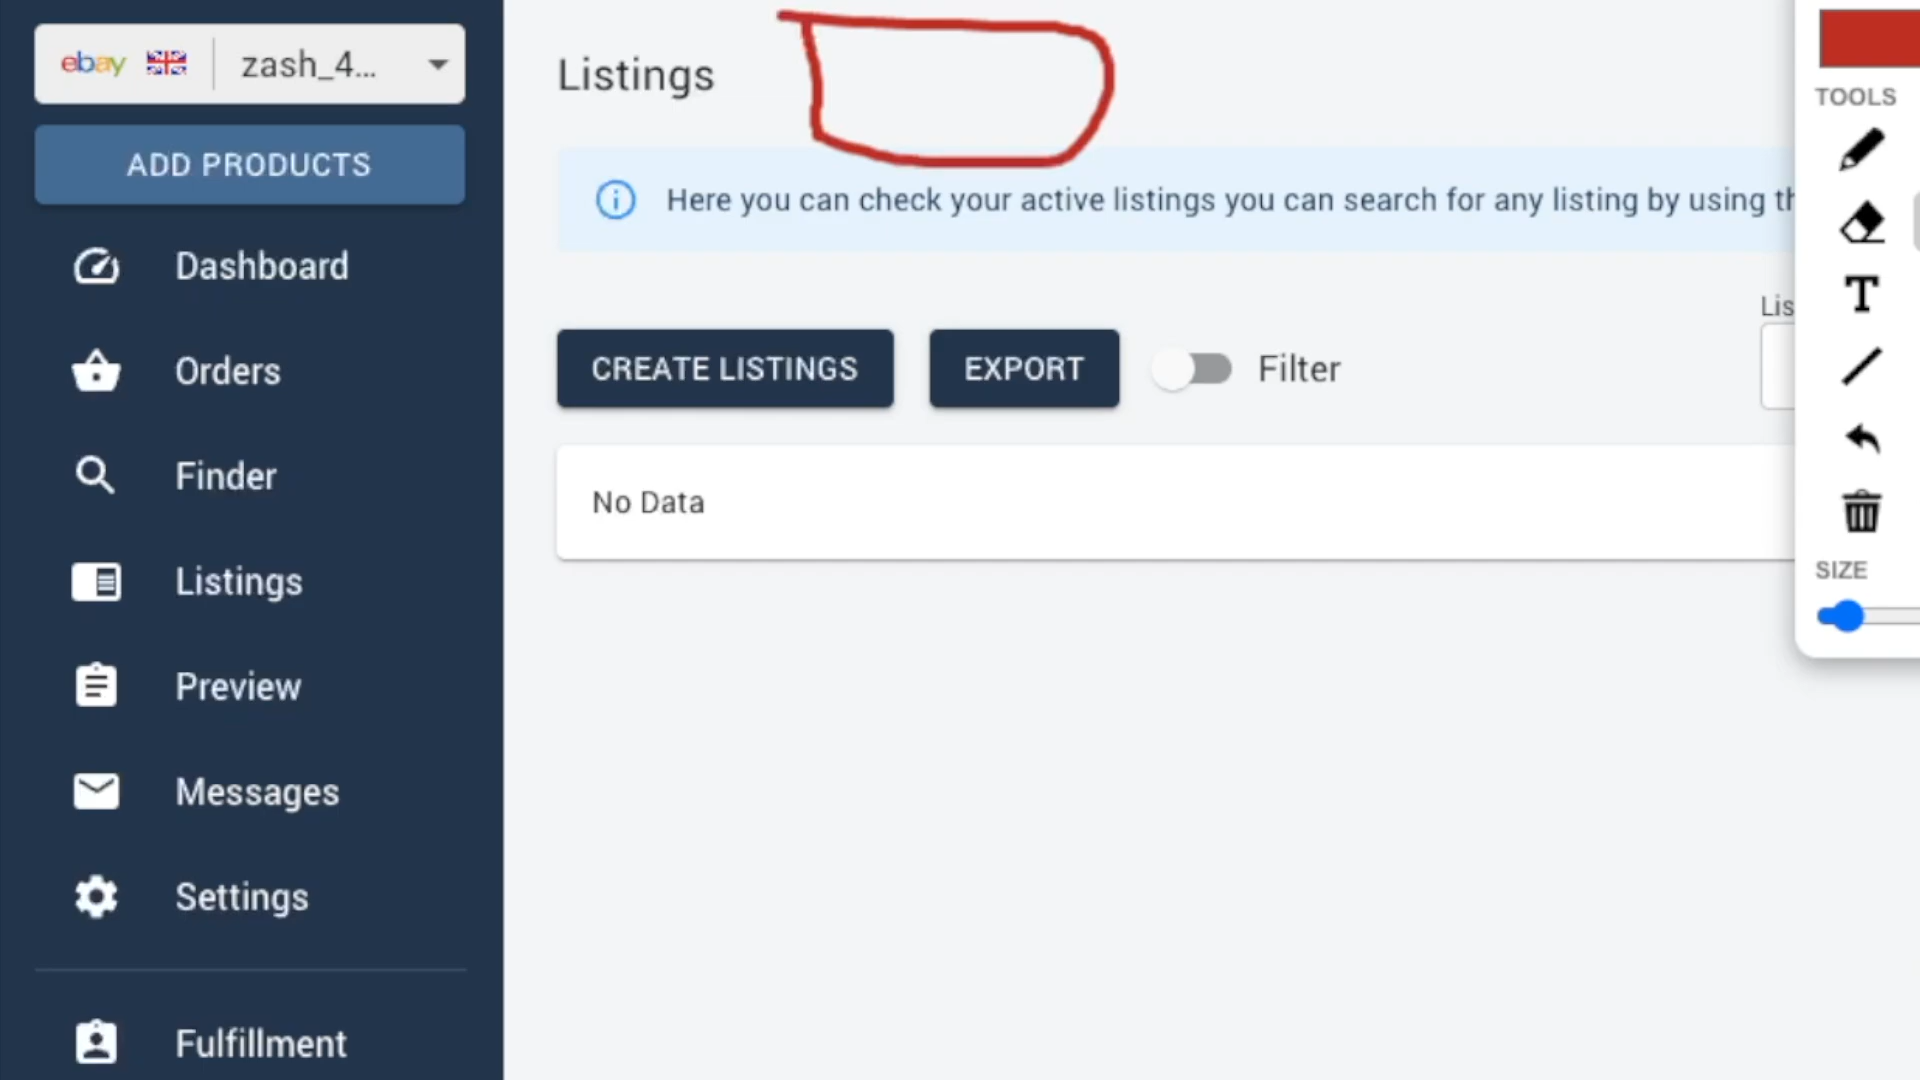 ebay zash_4...
ADD PRODUCTS
Dashboard
Orders
Finder
Listings
Preview
Messages
Settings
Fulfillment
Listings
Here you can check your active listings you can search for any listing by using th
Lis
CREATE LISTINGS EXPORT Filter
No Data
TOOLS
T
SIZE